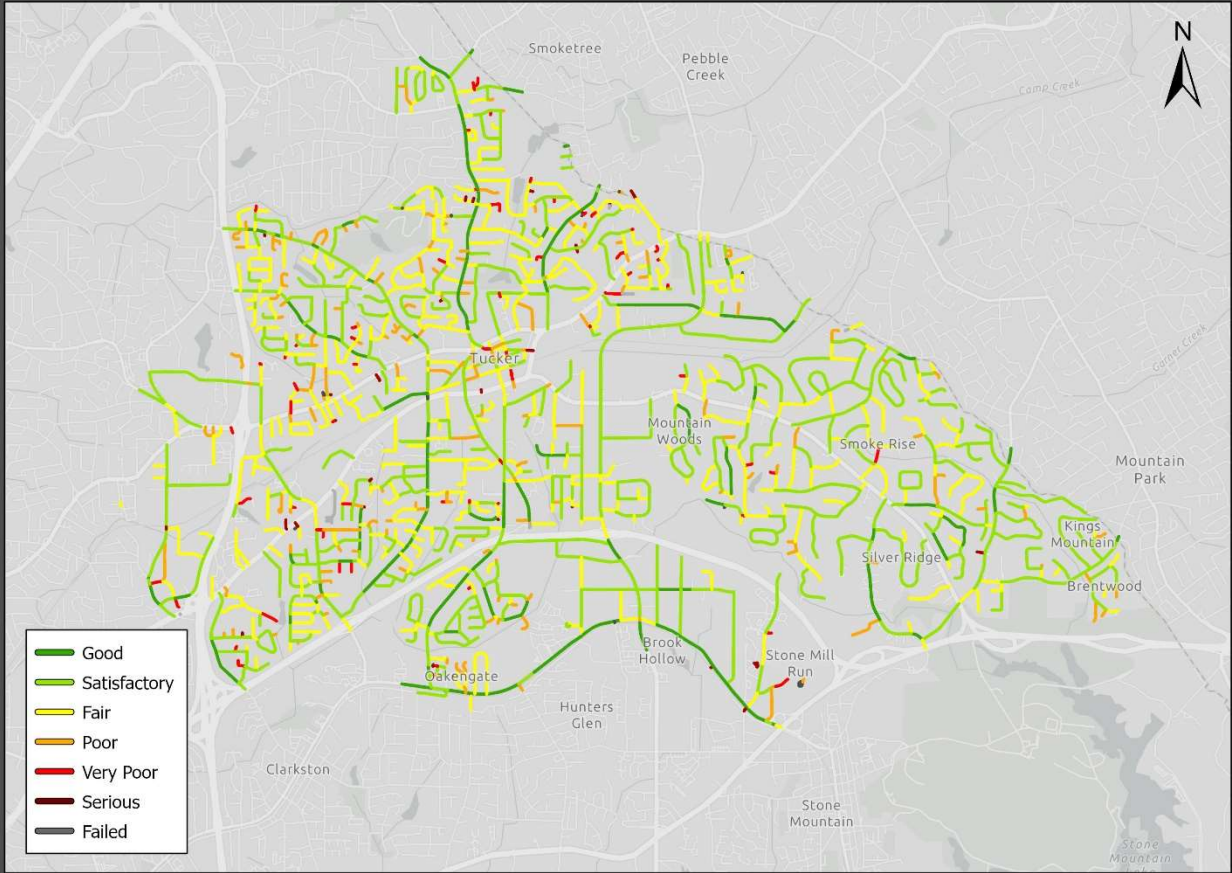 N
Smoketree
Pebble
Creek
Camp Creek
Garner Creek
Tucker
Mountain
Woods
Smoke Rise
Mountain
Park
Kings
Mountain
Silver Ridge
Brentwood
Brook
Hollow
Stone Mill
Run
Oakengate
Hunters
Glen
Clarkston
Stone
Mountain
Stone
Mountain
Good
Satisfactory
Fair
Poor
Very Poor
Serious
Failed